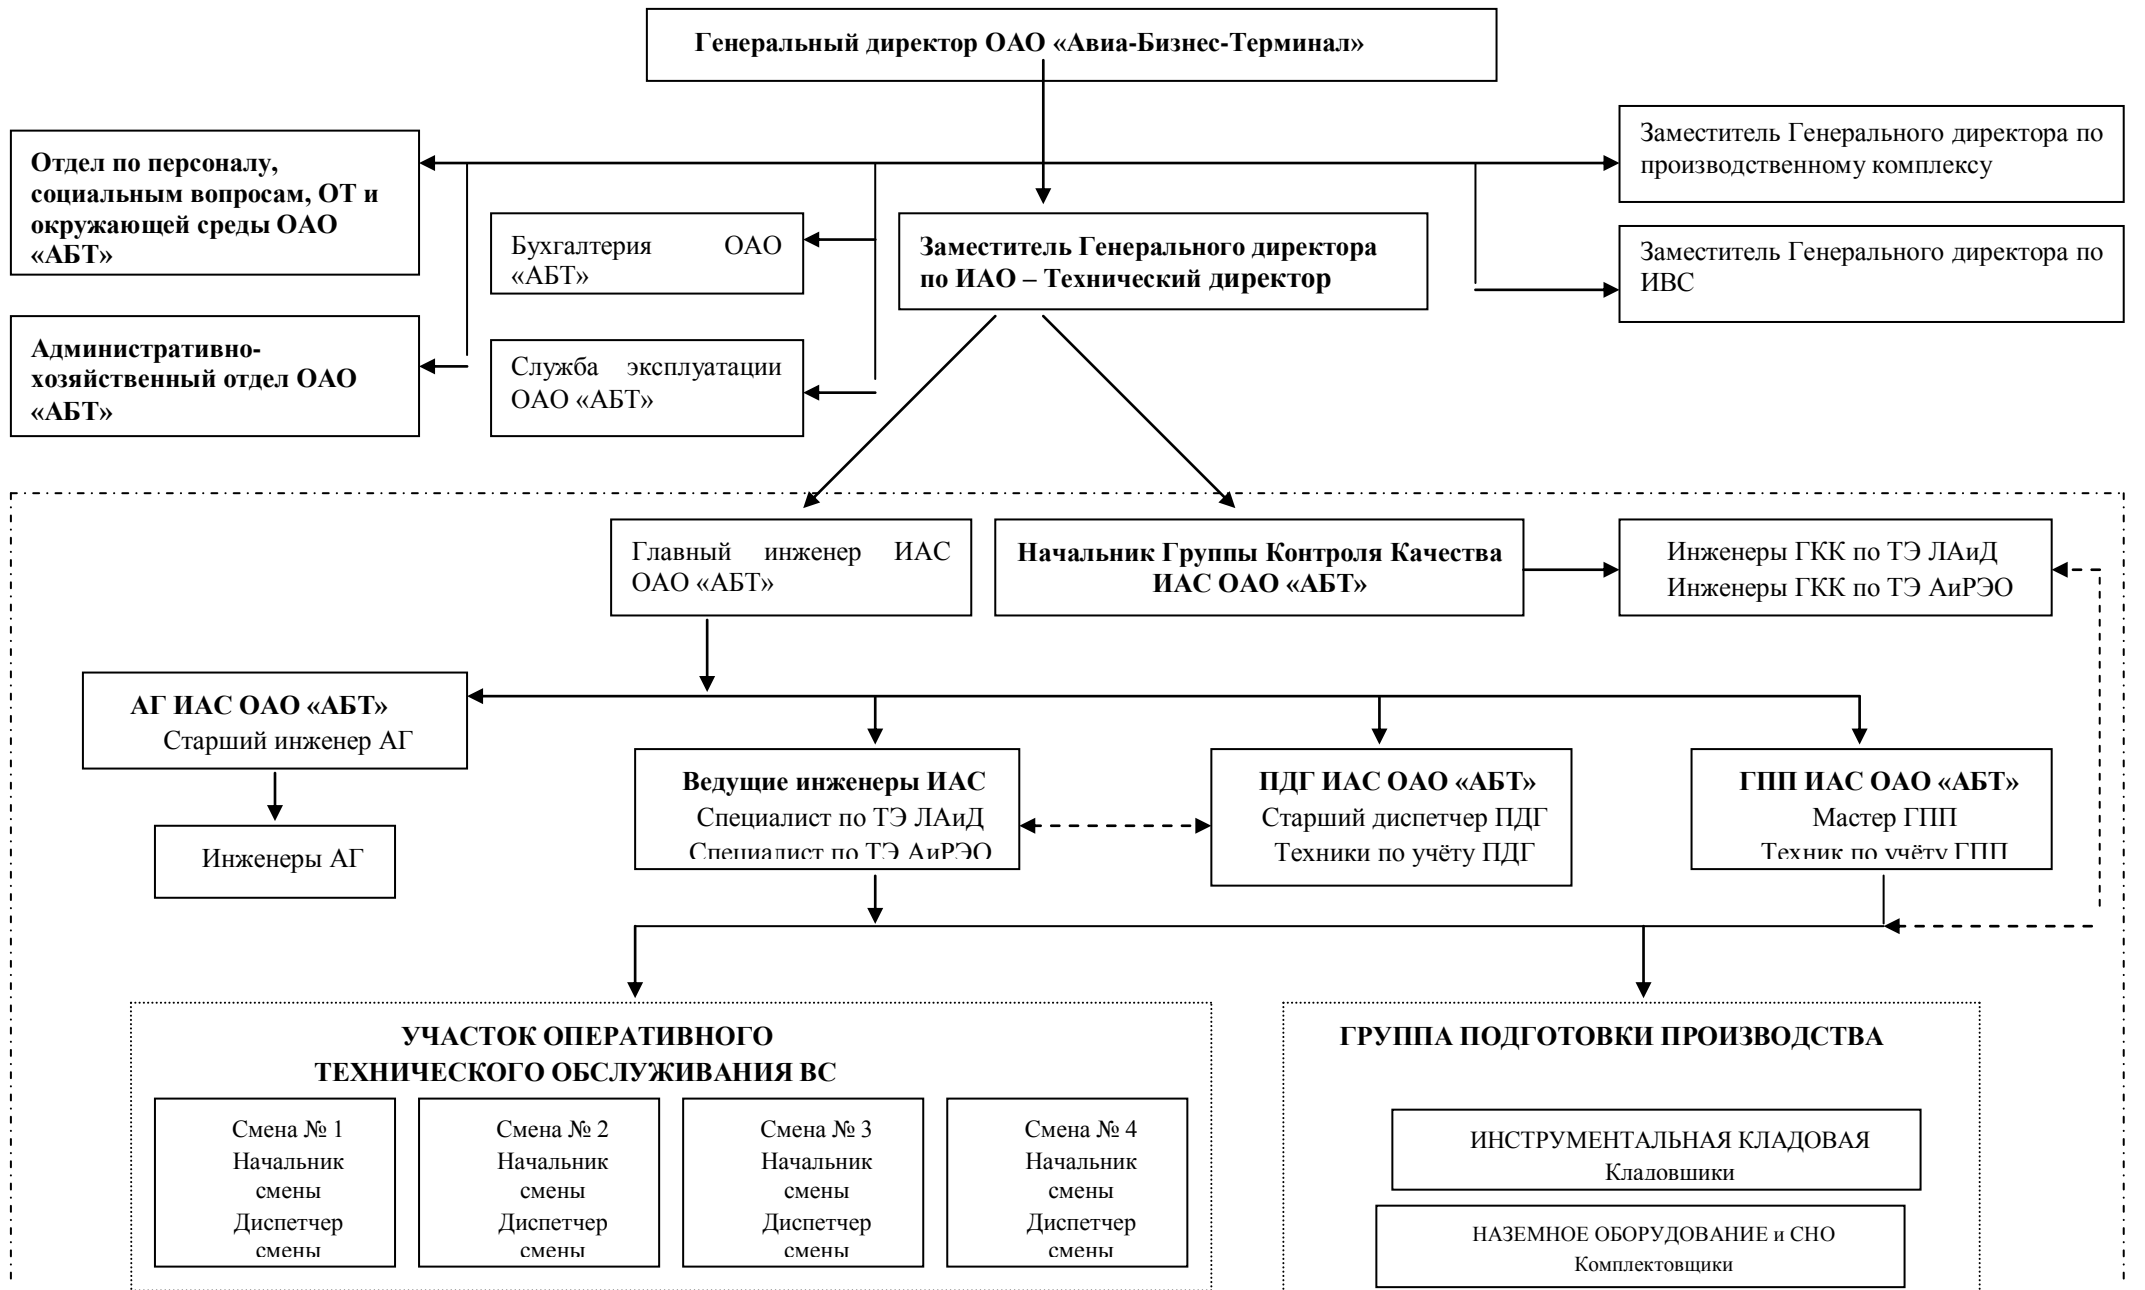 Генеральный директор ОАО «Авиа-Бизнес-Терминал»
Отдел по персоналу,
социальным вопросам, ОТ и
окружающей среды ОАО
«АБТ»
Заместитель Генерального директора по
производственному комплексу
Бухгалтерия ОАО
«АБТ»
Заместитель Генерального директора
по ИАО – Технический директор
Заместитель Генерального директора по
ИВС
Административно-
хозяйственный отдел ОАО
«АБТ»
Служба эксплуатации
ОАО «АБТ»
Главный инженер ИАС
ОАО «АБТ»
Начальник Группы Контроля Качества
ИАС ОАО «АБТ»
Инженеры ГКК по ТЭ ЛАиД
Инженеры ГКК по ТЭ АиРЭО
АГ ИАС ОАО «АБТ»
Старший инженер АГ
Инженеры АГ
Ведущие инженеры ИАС
Специалист по ТЭ ЛАиД
Специалист по ТЭ АиРЭО
ПДГ ИАС ОАО «АБТ»
Старший диспетчер ПДГ
Техники по учёту ПДГ
ГПП ИАС ОАО «АБТ»
Мастер ГПП
Техник по учёту ГПП
УЧАСТОК ОПЕРАТИВНОГО
ТЕХНИЧЕСКОГО ОБСЛУЖИВАНИЯ ВС
Смена № 1
Начальник
смены
Диспетчер
смены
Смена № 2
Начальник
смены
Диспетчер
смены
Смена № 3
Начальник
смены
Диспетчер
смены
Смена № 4
Начальник
смены
Диспетчер
смены
ГРУППА ПОДГОТОВКИ ПРОИЗВОДСТВА
ИНСТРУМЕНТАЛЬНАЯ КЛАДОВАЯ
Кладовщики
НАЗЕМНОЕ ОБОРУДОВАНИЕ и СНО
Комплектовщики